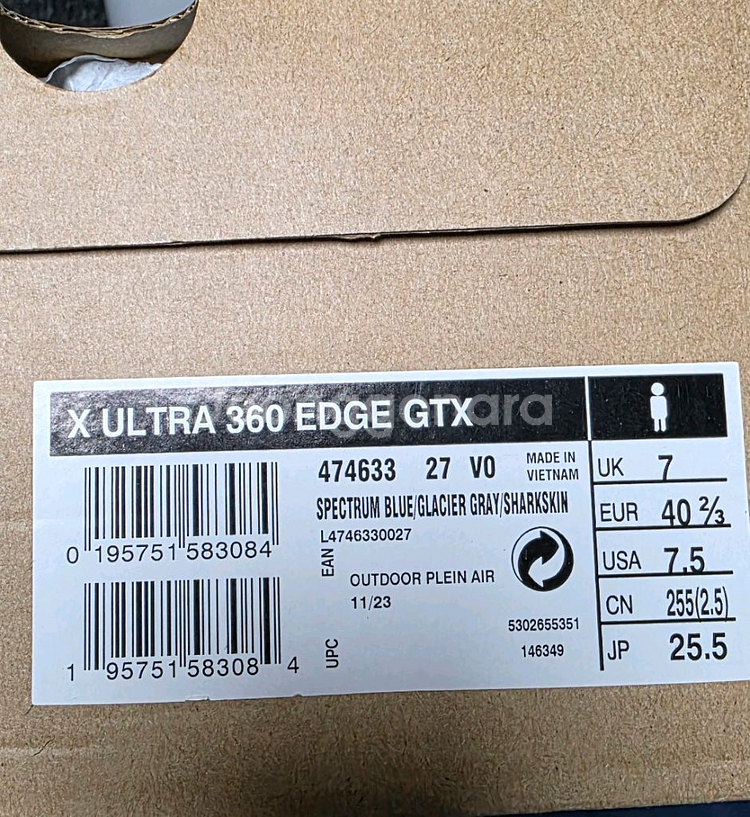 X ULTRA 360 EDGE GTX
474633 27 V0
MADE IN
VIETNAM
SPECTRUM BLUE/GLACIER GRAY/SHARKSKIN
L4746330027
EAN
0 195751 583084
OUTDOOR PLEIN AIR
11/23
5302655351
146349
UPC
1 95751 58308 4
UK 7
EUR 40 ⅔
USA 7.5
CN 255(2.5)
JP 25.5